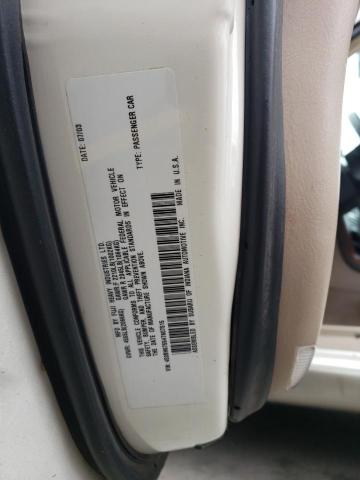 MFD BY FUJI HEAVY INDUSTRIES LTD.
DATE: 07/03
GAWR F 2212LB(1002KG)
GAWR R
THIS VEHICLE CONFORMS TO ALL APPLICABLE FEDERAL MOTOR VEHICLE
SAFETY, BUMPER, AND THEFT PREVENTION STANDARDS IN EFFECT ON
THE DATE OF MANUFACTURE SHOWN ABOVE.
TYPE: PASSENGER CAR
ASSEMBLED BY SUBARU OF INDIANA AUTOMOTIVE INC.
MADE IN U.S.A.